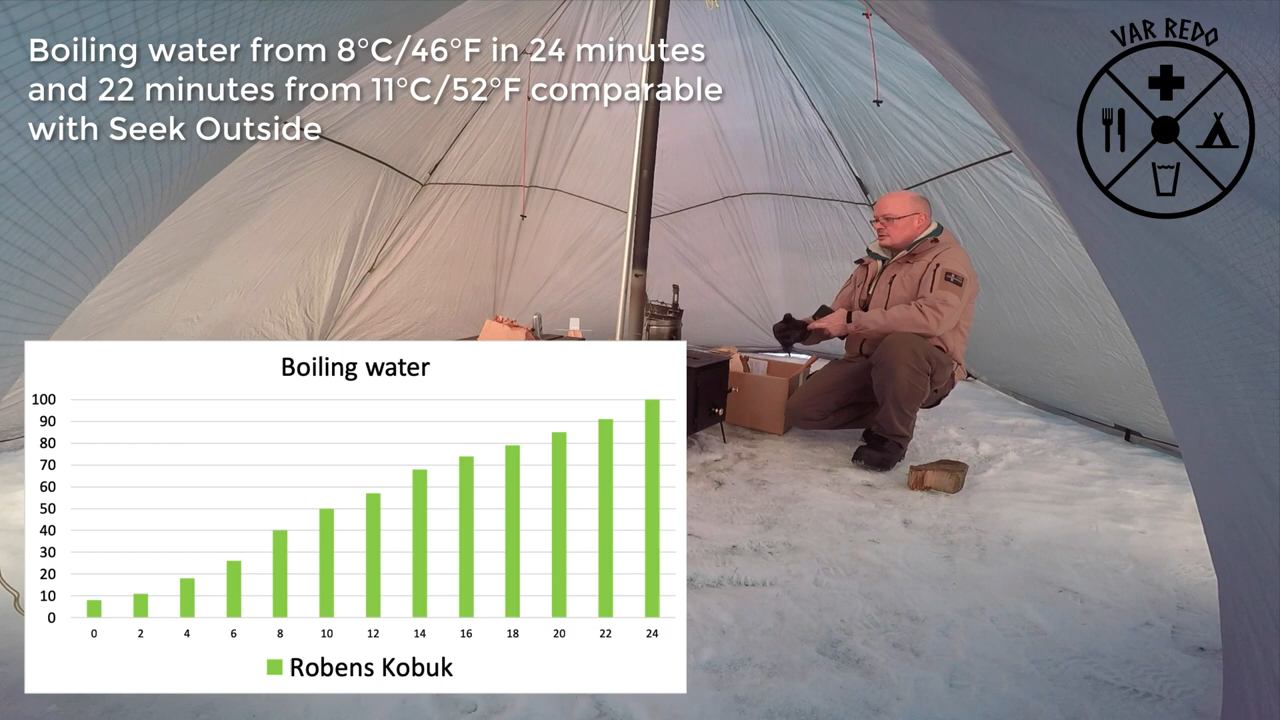 Boiling water from 8°C/46°F in 24 minutes
and 22 minutes from 11°C/52°F comparable
with Seek Outside
VAR REDO
Boiling water
100
90
80
70
60
50
40
30
20
10
0
0 2 4 6 8 10 12 14 16 18 20 22 24
Robens Kobuk